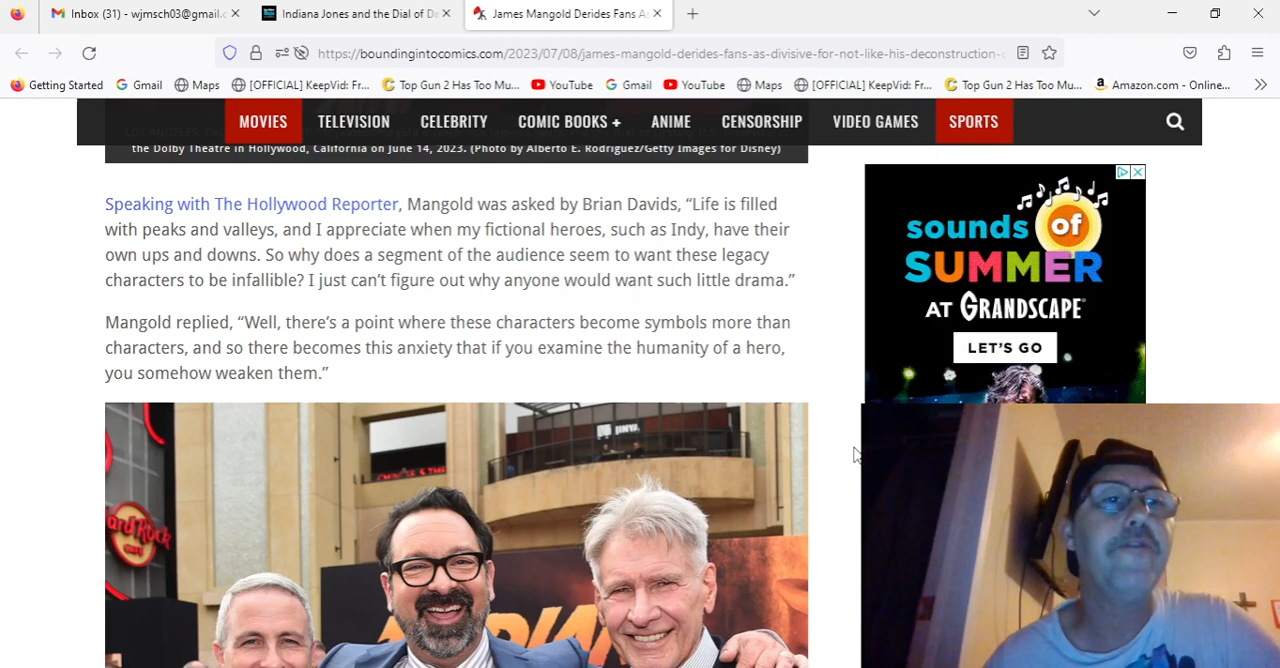 Inbox (31) - wjmsch03@gmail.c
Indiana Jones and the Dial of De
James Mangold Derides Fans A
https://boundingintocomics.com/2023/07/08/james-mangold-derides-fans-as-divisive-for-not-like-his-deconstruction-c
Getting Started
Gmail
Maps
[OFFICIAL] KeepVid: Fr...
Top Gun 2 Has Too Mu...
YouTube
Gmail
YouTube
Maps
[OFFICIAL] KeepVid: Fr...
Top Gun 2 Has Too Mu...
Amazon.com - Online...
MOVIES
TELEVISION
CELEBRITY
COMIC BOOKS +
ANIME
CENSORSHIP
VIDEO GAMES
SPORTS
the Dolby Theatre in Hollywood, California on June 14, 2023. (Photo by Alberto E. Rodriguez/Getty Images for Disney)
Speaking with The Hollywood Reporter, Mangold was asked by Brian Davids, “Life is filled
with peaks and valleys, and I appreciate when my fictional heroes, such as Indy, have their
own ups and downs. So why does a segment of the audience seem to want these legacy
characters to be infallible? I just can’t figure out why anyone would want such little drama.”
Mangold replied, “Well, there’s a point where these characters become symbols more than
characters, and so there becomes this anxiety that if you examine the humanity of a hero,
you somehow weaken them.”
sounds of
SUMMER
AT GRANDSCAPE
LET'S GO
JINYA
Hard Rock
CAFE